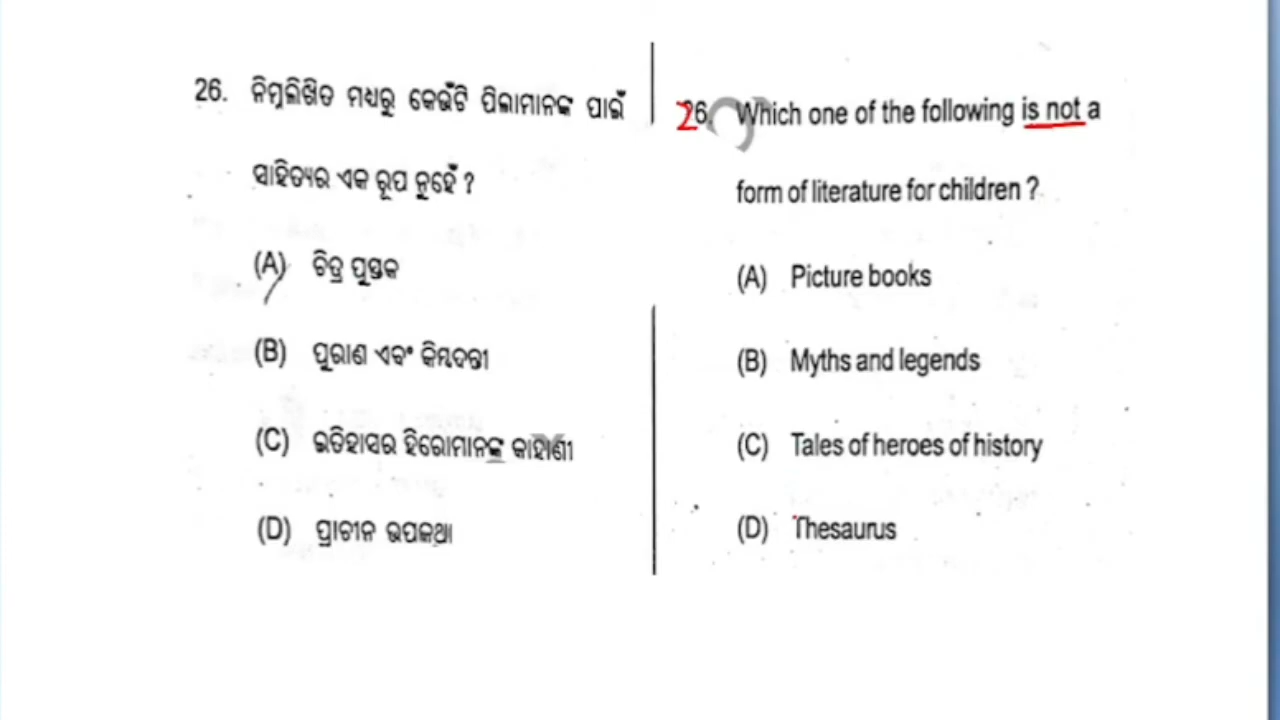 26. ନିମ୍ନଲିଖିତ ମଧ୍ୟରୁ କେଉଁଟି ପିଲାମାନଙ୍କ ପାଇଁ
ସାହିତ୍ୟର ଏକ ରୂପ ନୁହେଁ ?
(A) ଚିତ୍ର ପୁସ୍ତକ
(B) ପୁରାଣ ଏବଂ କିମ୍ବଦନ୍ତୀ
(C) ଇତିହାସର ହିରୋମାନଙ୍କ କାହାଣୀ
(D) ପ୍ରାଚୀନ ଉପକଥା
26. Which one of the following is not a
form of literature for children ?
(A) Picture books
(B) Myths and legends
(C) Tales of heroes of history
(D) Thesaurus